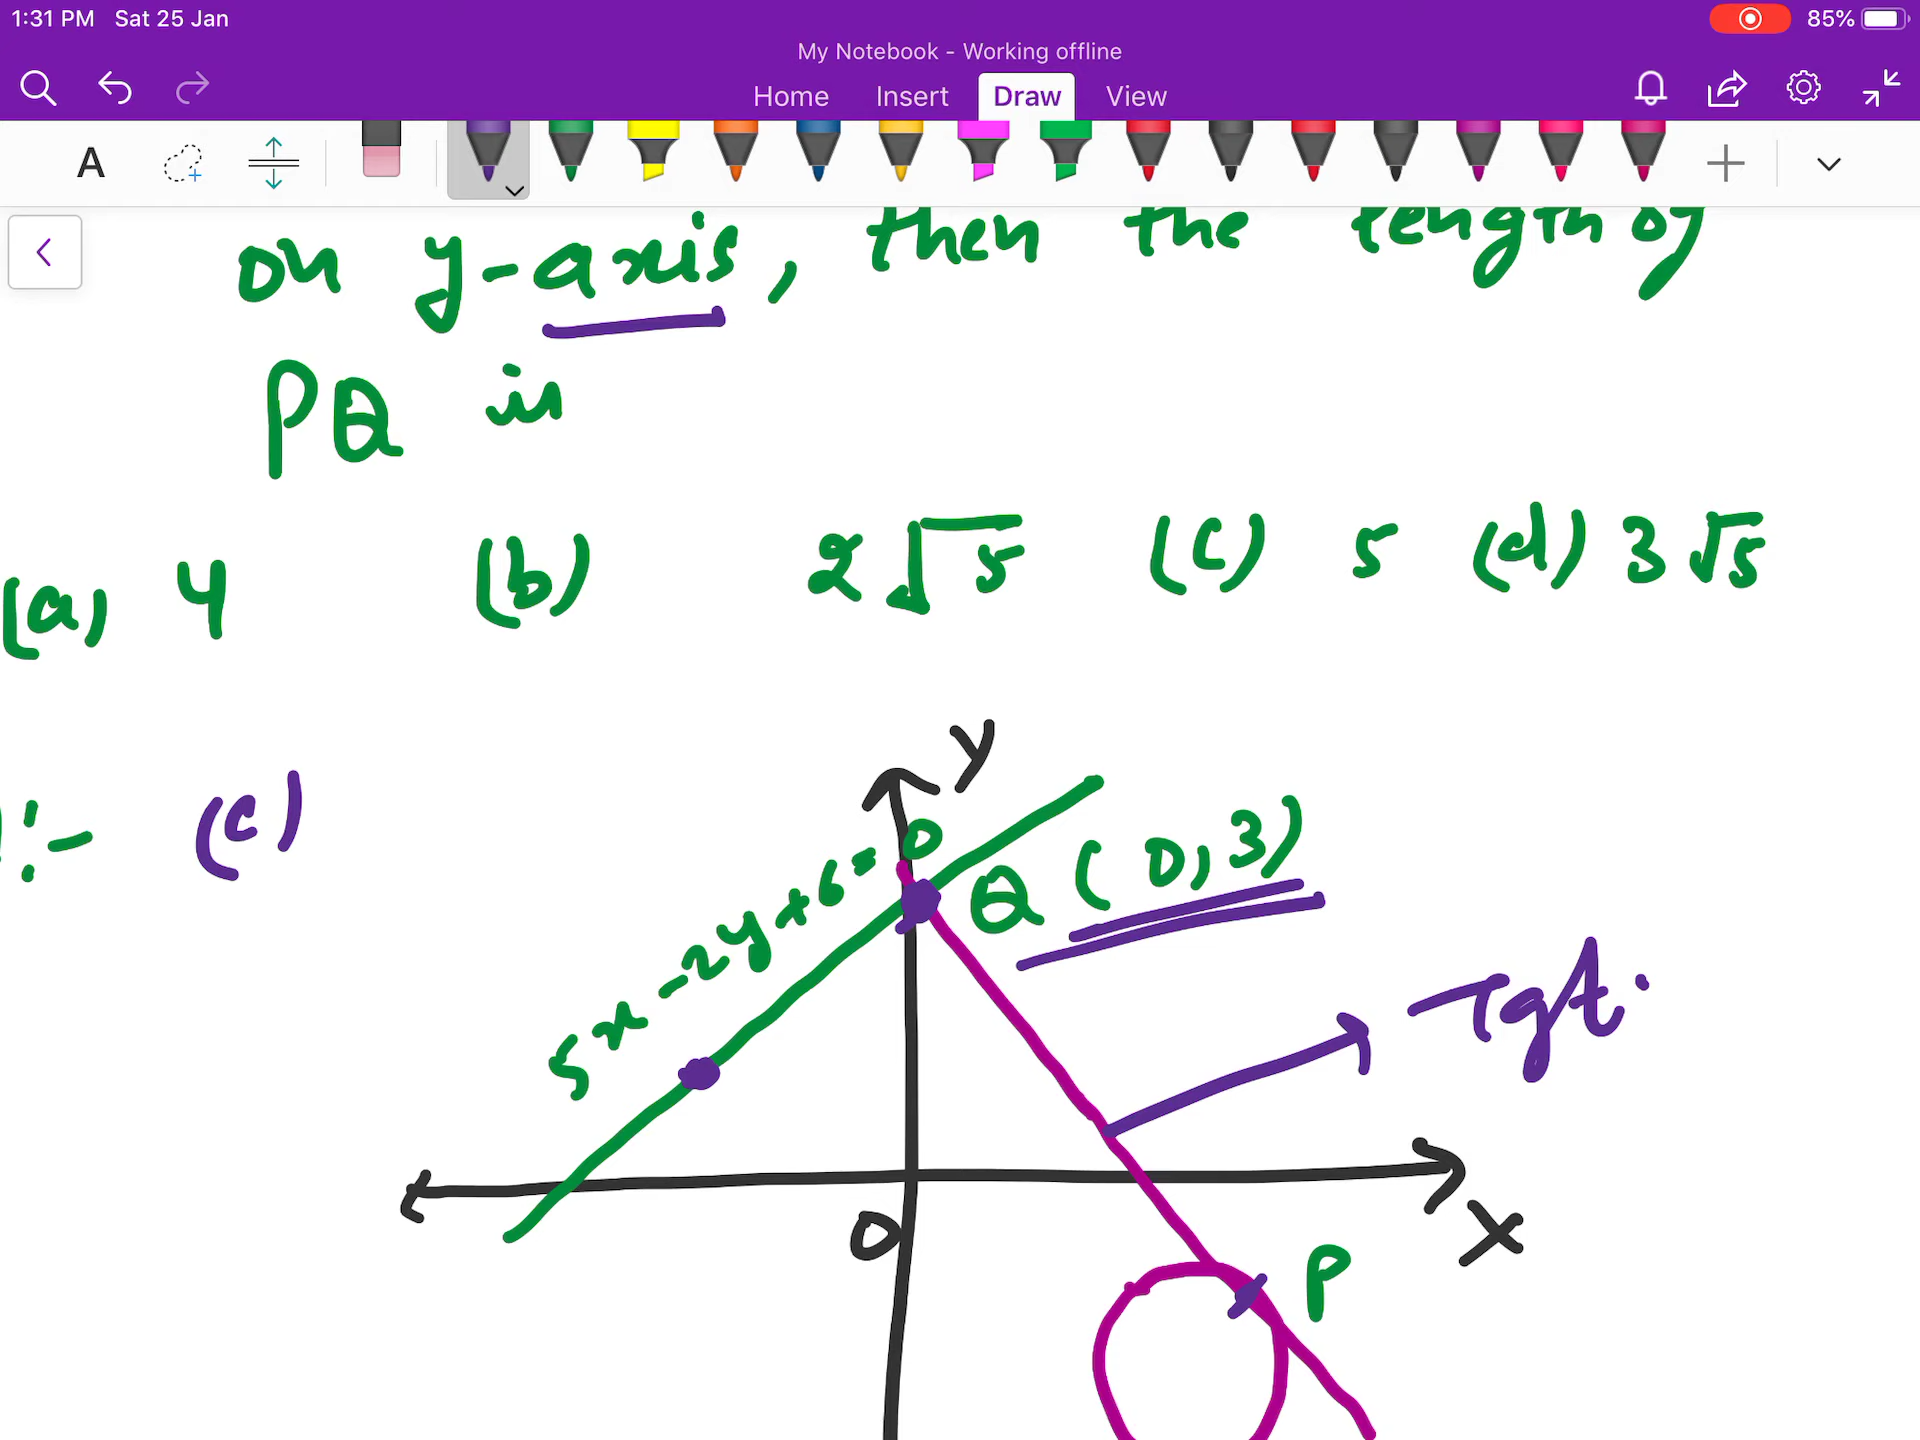 1:31 PM Sat 25 Jan
85%
My Notebook - Working offline
Home Insert Draw View
A
on y-axis, then the length of
PQ is
(a) 4 (b) 2√5 (c) 5 (d) 3√5
:- (c)
Y
5x-2y+6=0
Q (0,3)
Tgt.
O
X
P